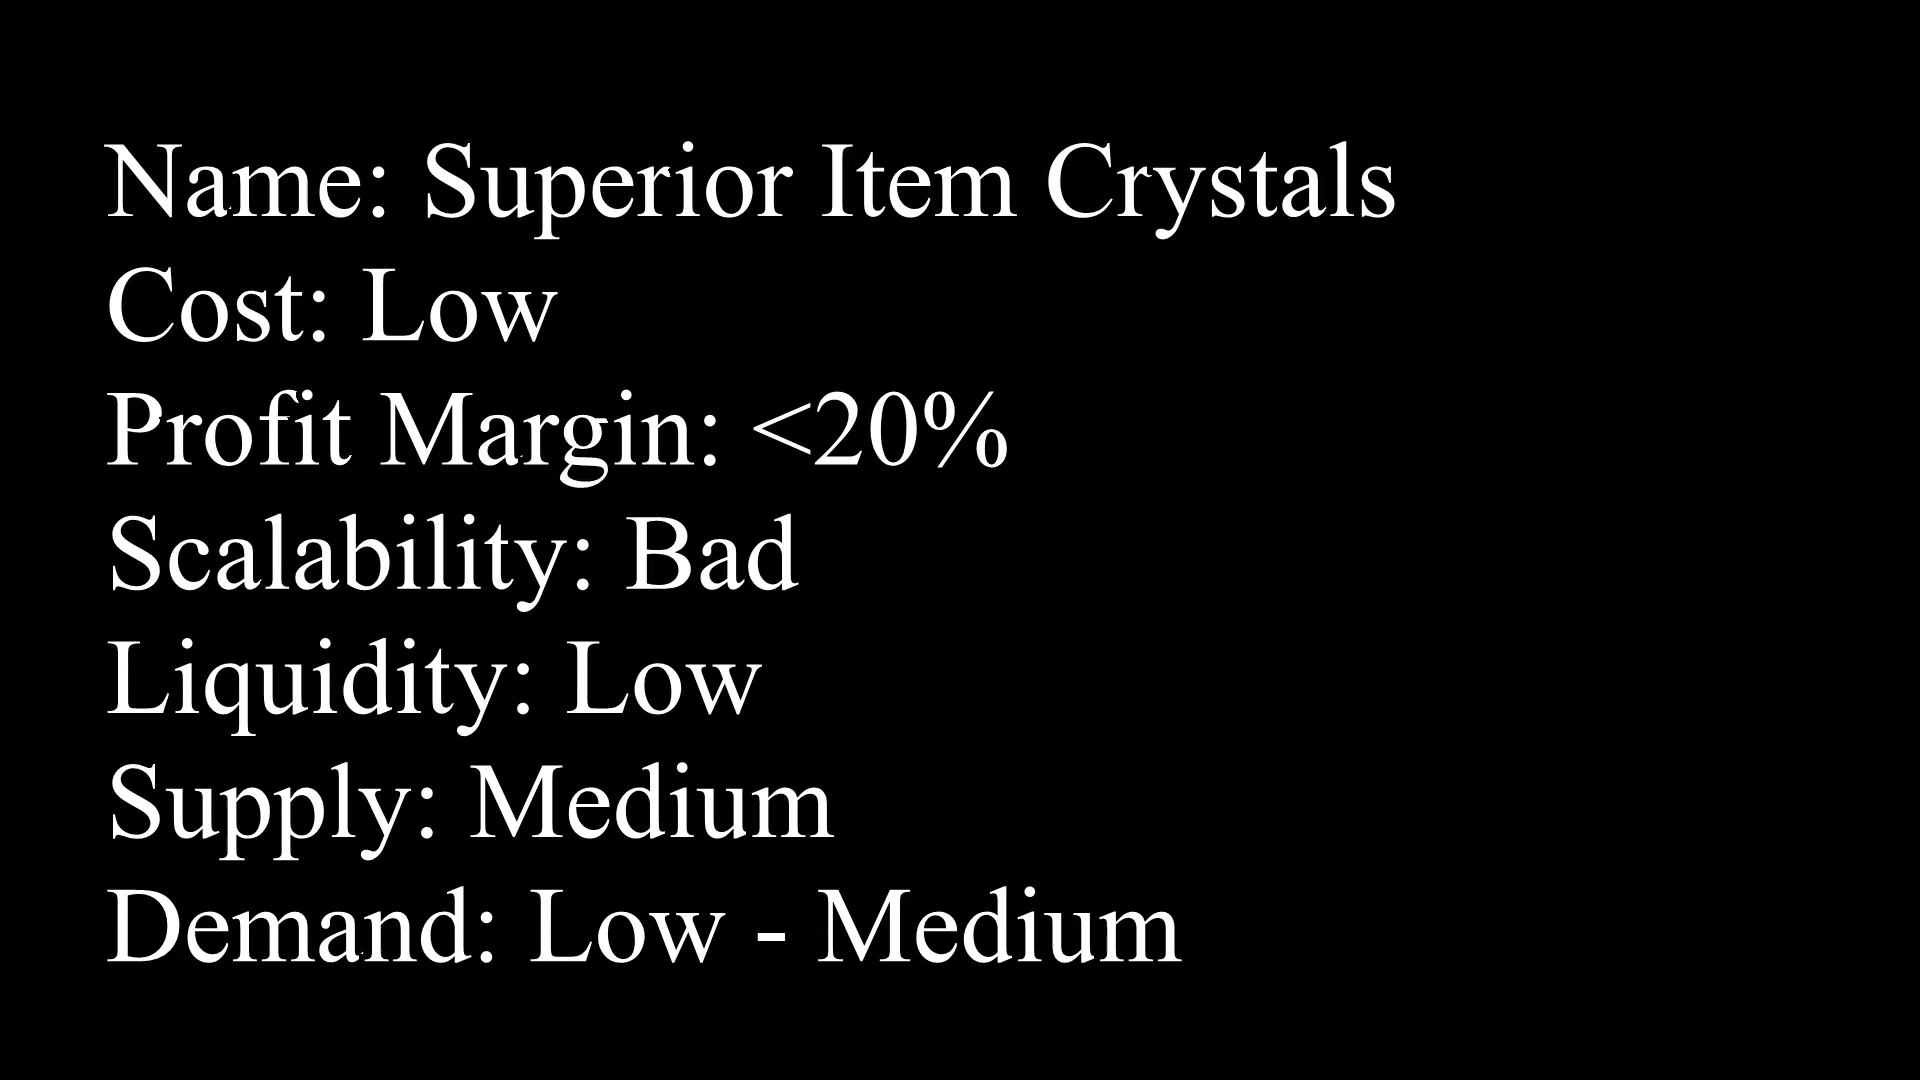 Name: Superior Item Crystals
Cost: Low
Profit Margin: <20%
Scalability: Bad
Liquidity: Low
Supply: Medium
Demand: Low - Medium